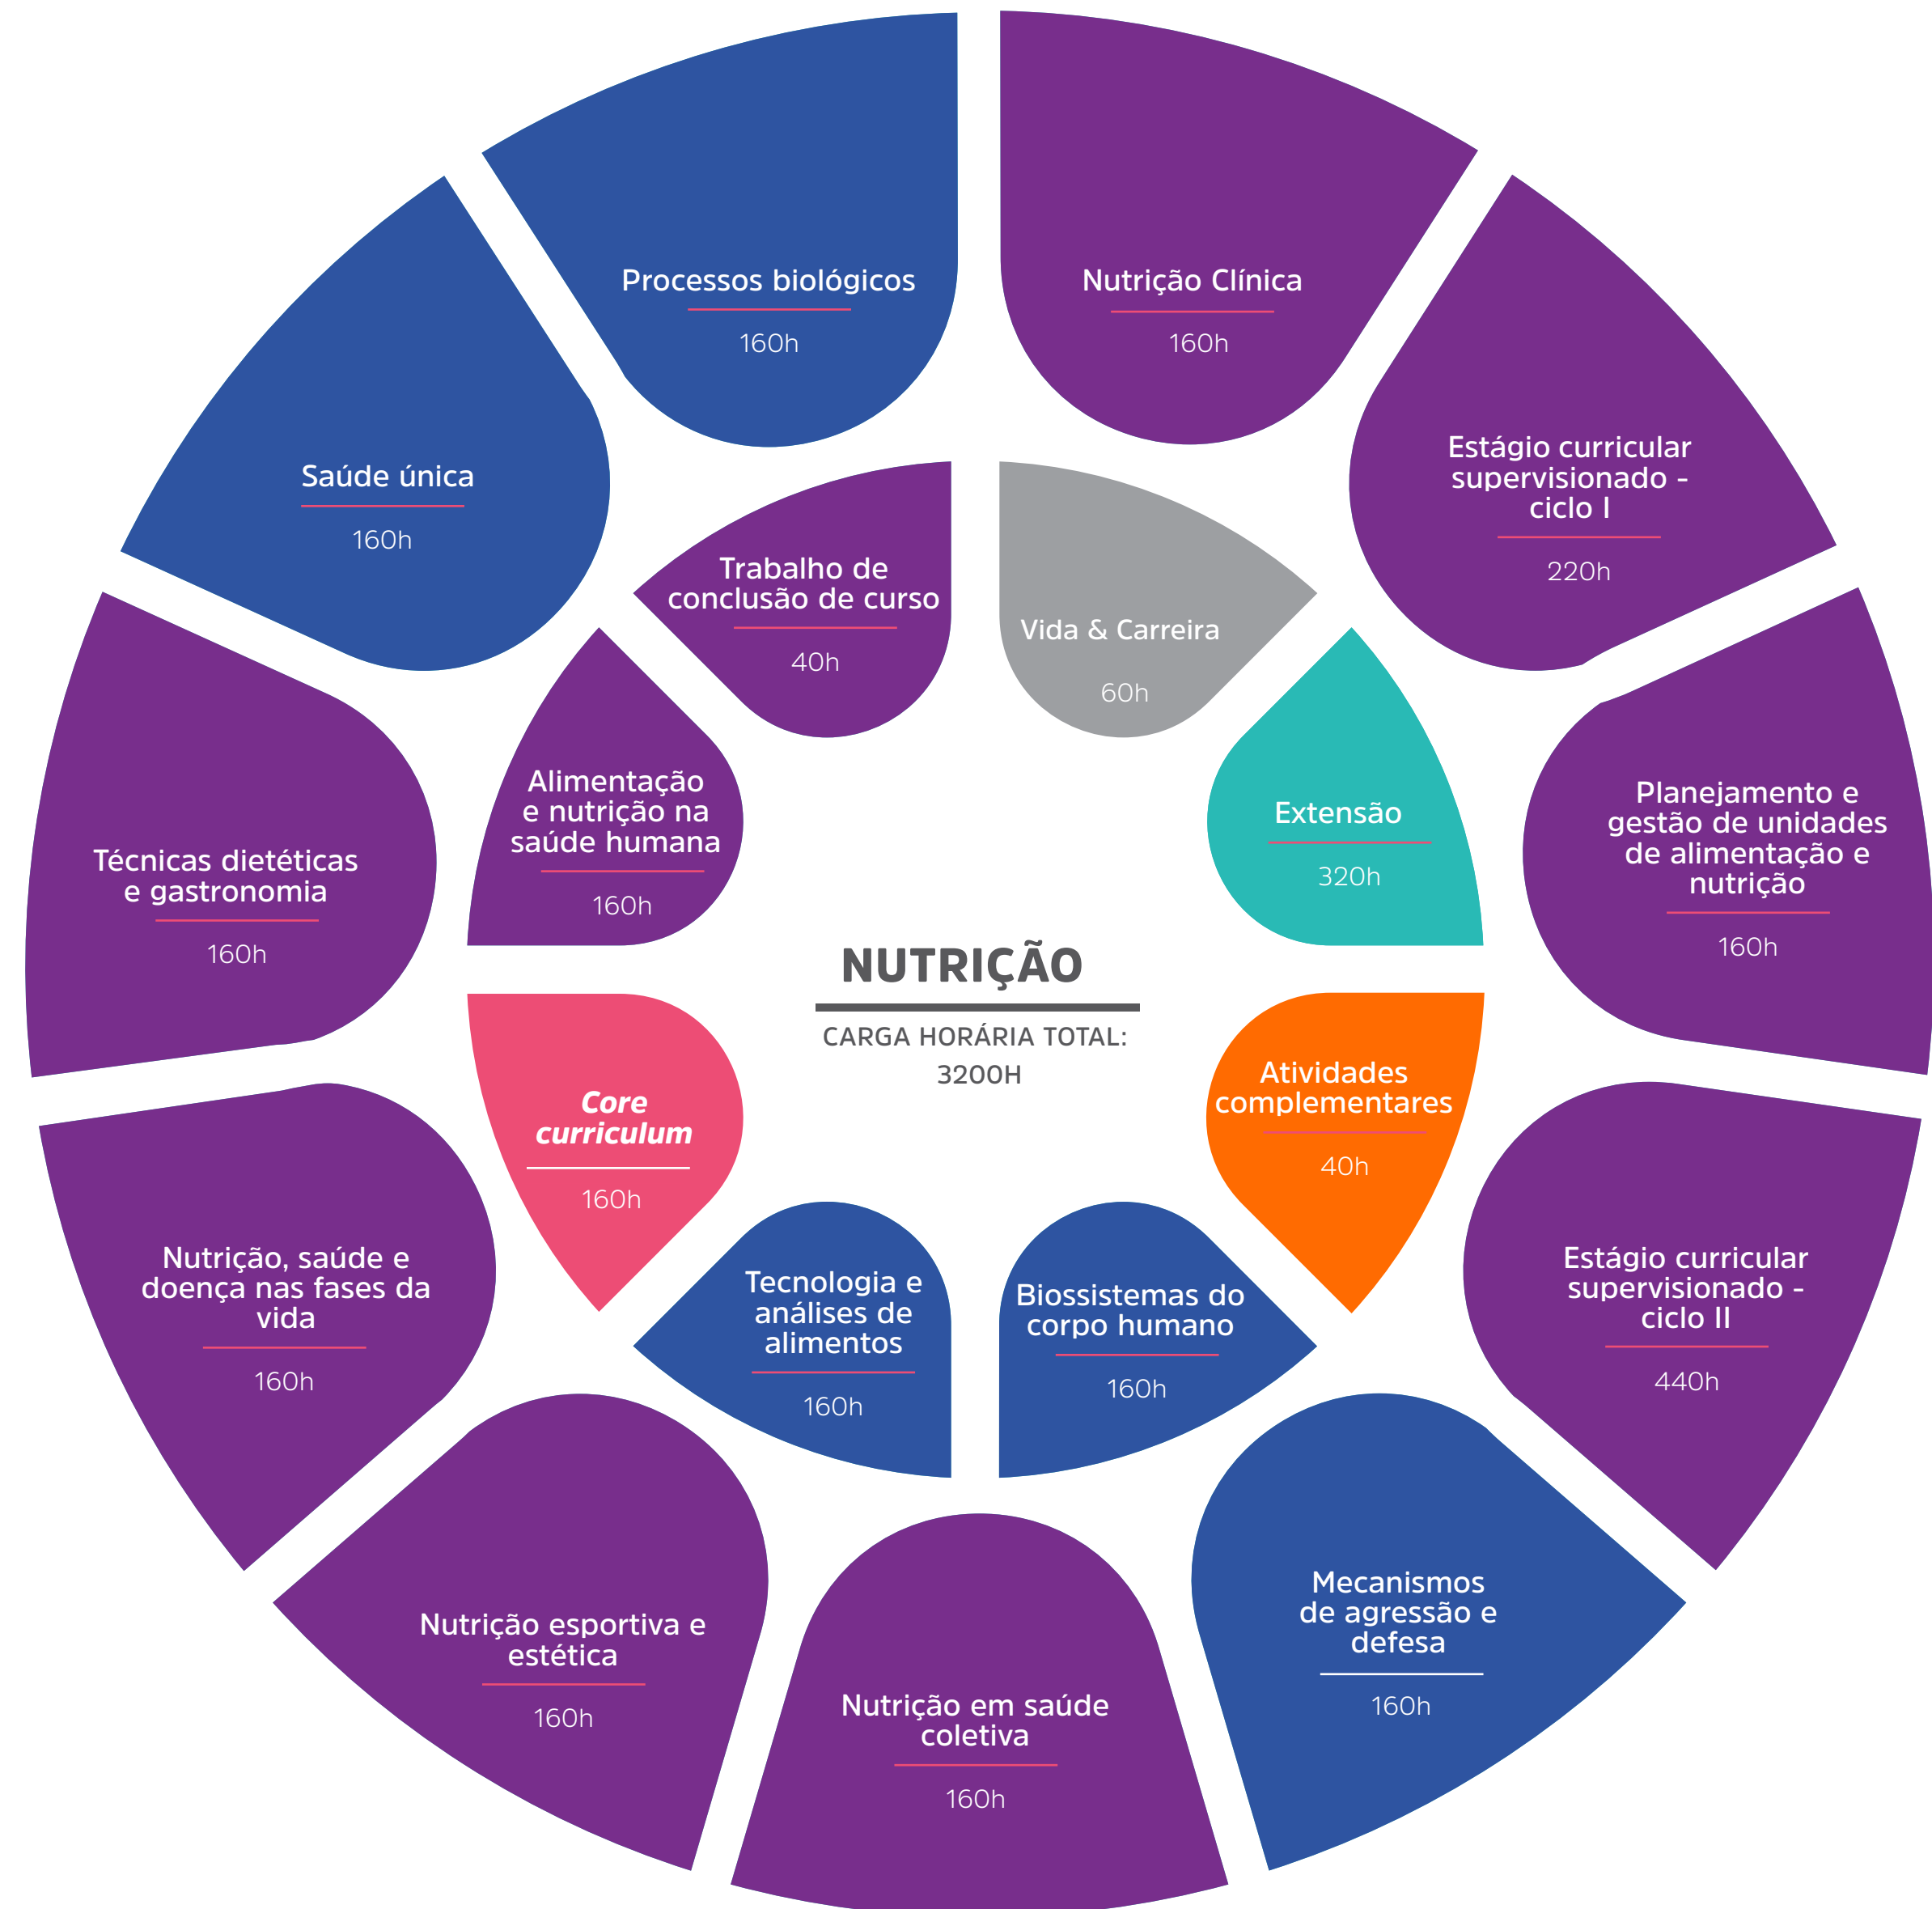 Processos biológicos
160h
Nutrição Clínica
160h
Estágio curricular
supervisionado -
ciclo I
220h
Planejamento e
gestão de unidades
de alimentação e
nutrição
160h
Estágio curricular
supervisionado -
ciclo II
440h
Mecanismos
de agressão e
defesa
160h
Nutrição em saúde
coletiva
160h
Nutrição esportiva e
estética
160h
Nutrição, saúde e
doença nas fases da
vida
160h
Técnicas dietéticas
e gastronomia
160h
Saúde única
160h
Trabalho de
conclusão de curso
40h
Vida & Carreira
60h
Extensão
320h
Atividades
complementares
40h
Biossistemas do
corpo humano
160h
Tecnologia e
análises de
alimentos
160h
Core
curriculum
160h
Alimentação
e nutrição na
saúde humana
160h
NUTRIÇÃO
CARGA HORÁRIA TOTAL:
3200H